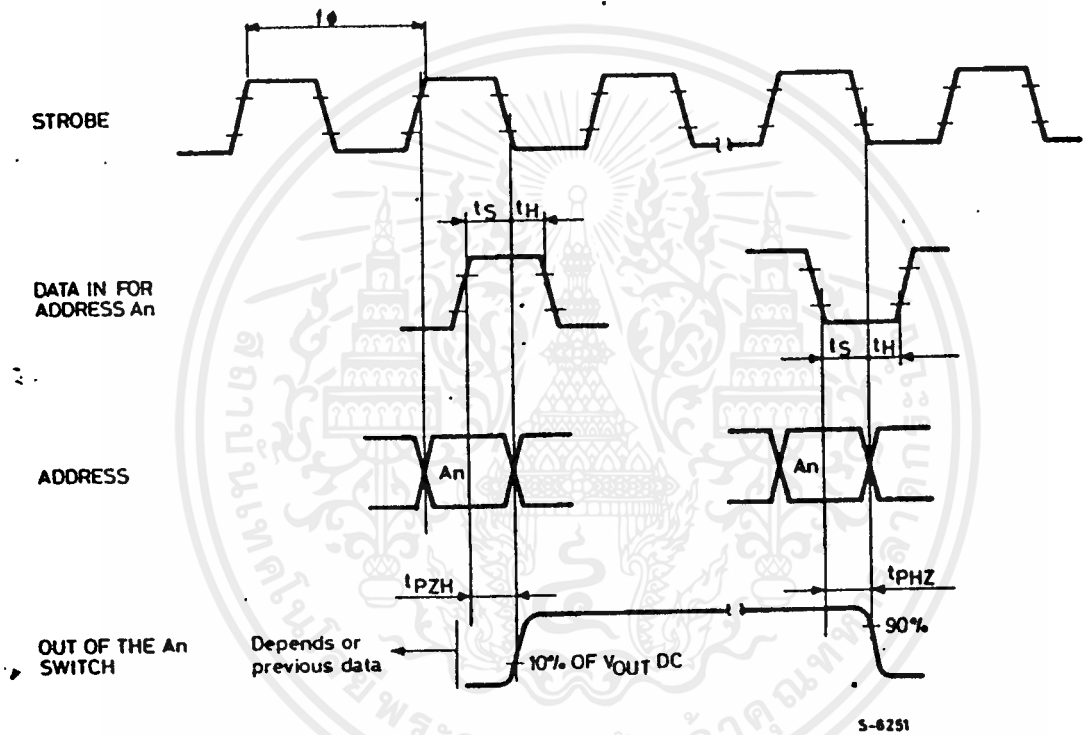 fø
STROBE
tS tH
DATA IN FOR
ADDRESS An
tS tH
ADDRESS
An
An
tPZH
tPHZ
OUT OF THE An
SWITCH
Depends or
previous data
10% OF VOUT DC
90%
S-6251